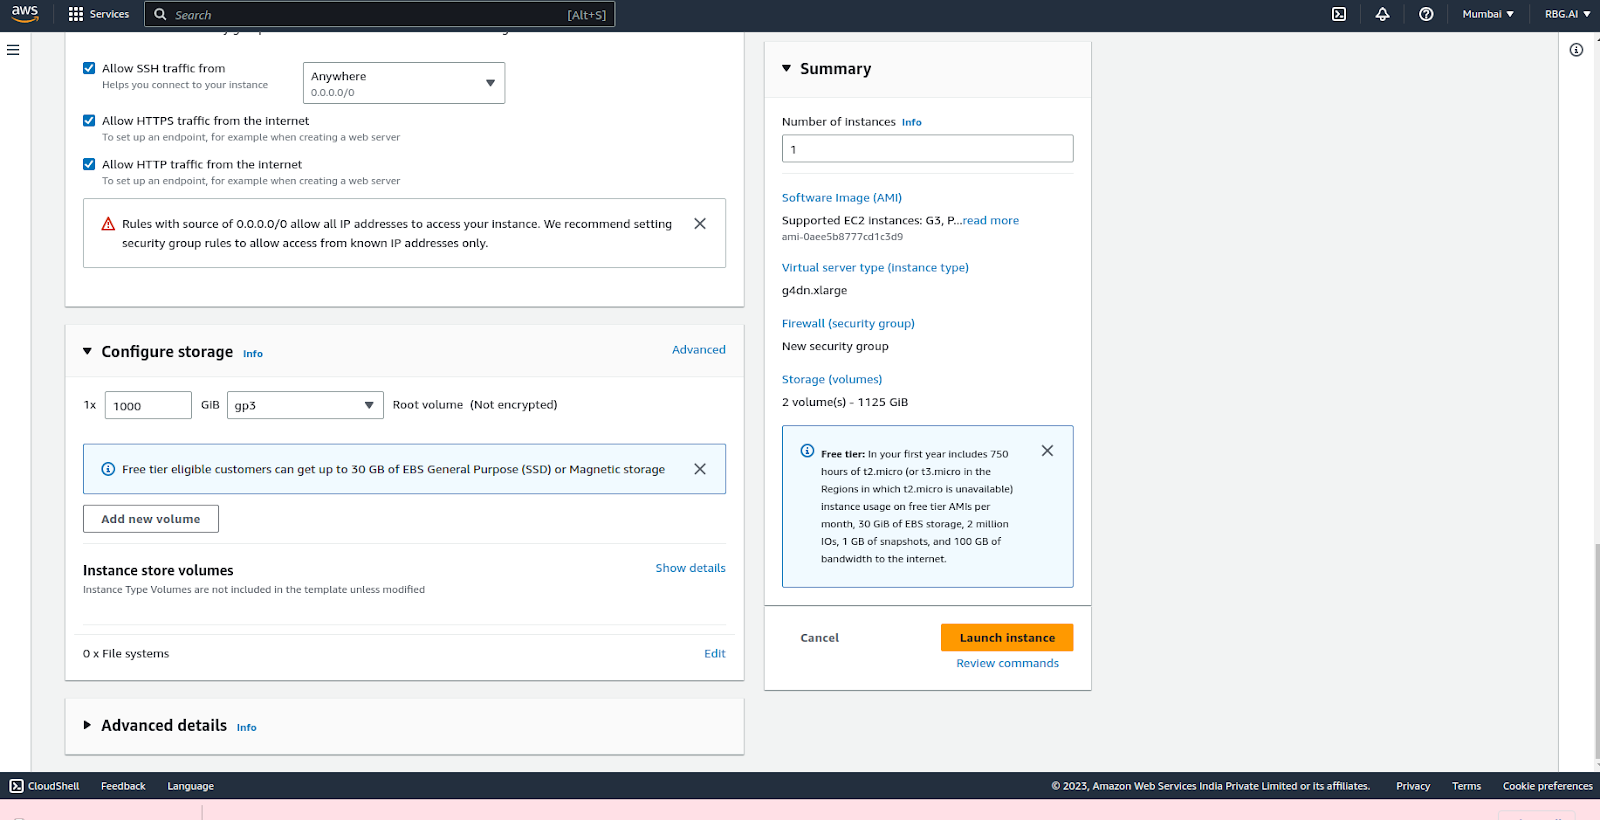 aws
Services
Search
[Alt+S]
Mumbai
RBG.AI
Allow SSH traffic from
Helps you connect to your instance
Anywhere
0.0.0.0/0
Allow HTTPS traffic from the internet
To set up an endpoint, for example when creating a web server
Allow HTTP traffic from the internet
To set up an endpoint, for example when creating a web server
Rules with source of 0.0.0.0/0 allow all IP addresses to access your instance. We recommend setting
security group rules to allow access from known IP addresses only.
Configure storage Info
Advanced
1x 1000 GiB gp3 Root volume (Not encrypted)
Free tier eligible customers can get up to 30 GB of EBS General Purpose (SSD) or Magnetic storage
Add new volume
Instance store volumes
Show details
Instance Type Volumes are not included in the template unless modified
0 x File systems
Edit
Advanced details Info
Summary
Number of instances Info
1
Software Image (AMI)
Supported EC2 instances: G3, P...read more
ami-0aee5b8777cd1c3d9
Virtual server type (instance type)
g4dn.xlarge
Firewall (security group)
New security group
Storage (volumes)
2 volume(s) - 1125 GiB
Free tier: In your first year includes 750
hours of t2.micro (or t3.micro in the
Regions in which t2.micro is unavailable)
instance usage on free tier AMIs per
month, 30 GiB of EBS storage, 2 million
IOs, 1 GB of snapshots, and 100 GB of
bandwidth to the internet.
Cancel
Launch instance
Review commands
CloudShell
Feedback
Language
© 2023, Amazon Web Services India Private Limited or its affiliates.
Privacy
Terms
Cookie preferences